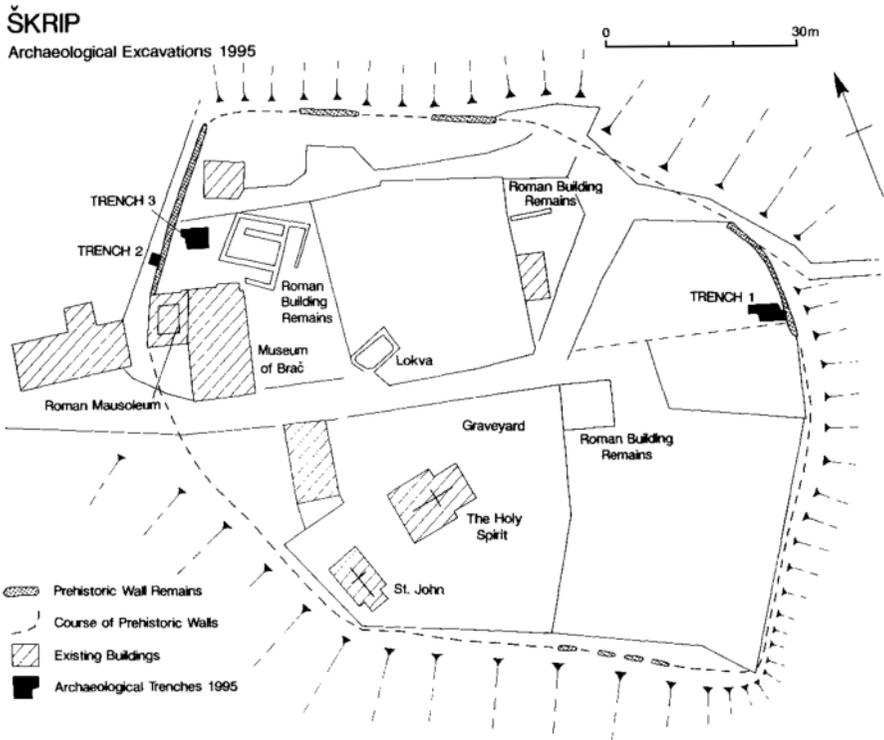 ŠKRIP
Archaeological Excavations 1995
0 30m
TRENCH 3
TRENCH 2
Roman Building
Remains
Roman
Building
Remains
TRENCH 1
Museum
of Brač
Lokva
Roman Mausoleum
Graveyard
Roman Building
Remains
The Holy
Spirit
St. John
Prehistoric Wall Remains
Course of Prehistoric Walls
Existing Buildings
Archaeological Trenches 1995